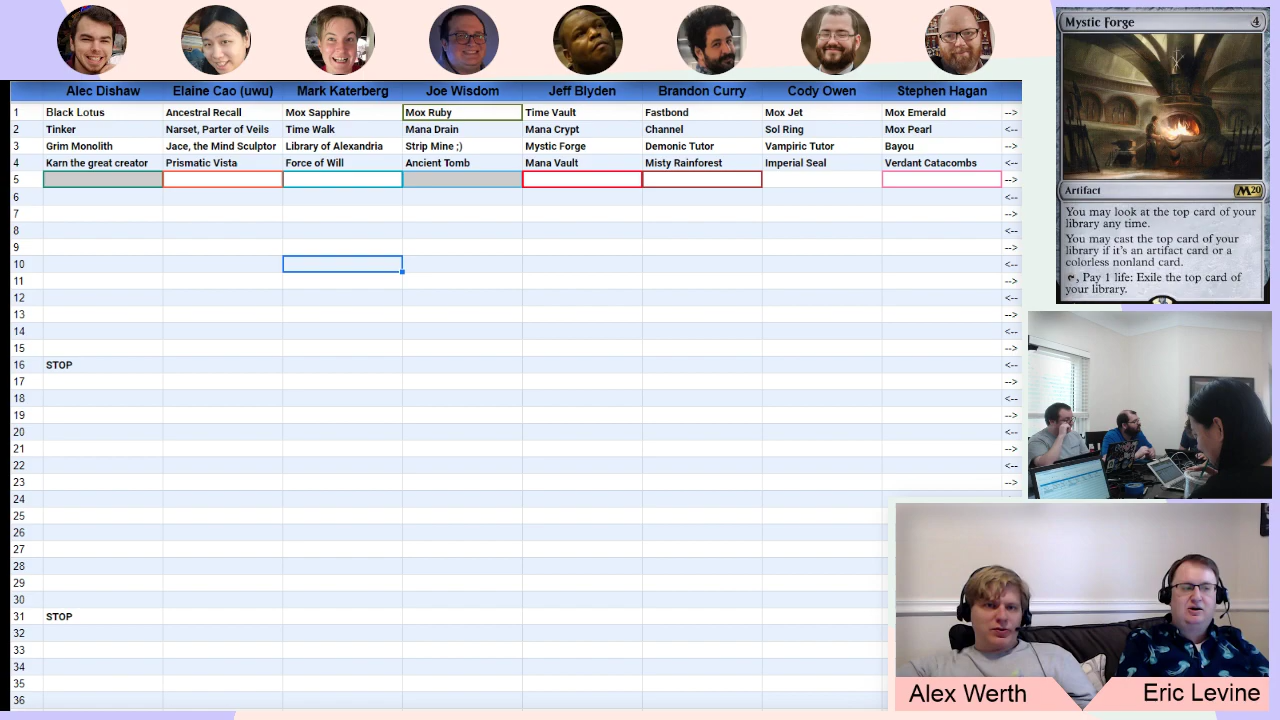 Alec Dishaw Elaine Cao (uwu) Mark Katerberg Joe Wisdom Jeff Blyden Brandon Curry Cody Owen Stephen Hagan
1 Black Lotus Ancestral Recall Mox Sapphire Mox Ruby Time Vault Fastbond Mox Jet Mox Emerald -->
2 Tinker Narset, Parter of Veils Time Walk Mana Drain Mana Crypt Channel Sol Ring Mox Pearl <--
3 Grim Monolith Jace, the Mind Sculptor Library of Alexandria Strip Mine ;) Mystic Forge Demonic Tutor Vampiric Tutor Bayou -->
4 Karn the great creator Prismatic Vista Force of Will Ancient Tomb Mana Vault Misty Rainforest Imperial Seal Verdant Catacombs <--
5 -->
6 <--
7 -->
8 <--
9 -->
10 <--
11 -->
12 <--
13 -->
14 <--
15 -->
16 STOP <--
17 -->
18 <--
19 -->
20 <--
21 -->
22 <--
23 -->
24
25
26
27
28
29
30
31 STOP
32
33
34
35
36
Mystic Forge 4
Artifact M20
You may look at the top card of your
library any time.
You may cast the top card of your
library if it's an artifact card or a
colorless nonland card.
, Pay 1 life: Exile the top card of
your library.
Alex Werth
Eric Levine